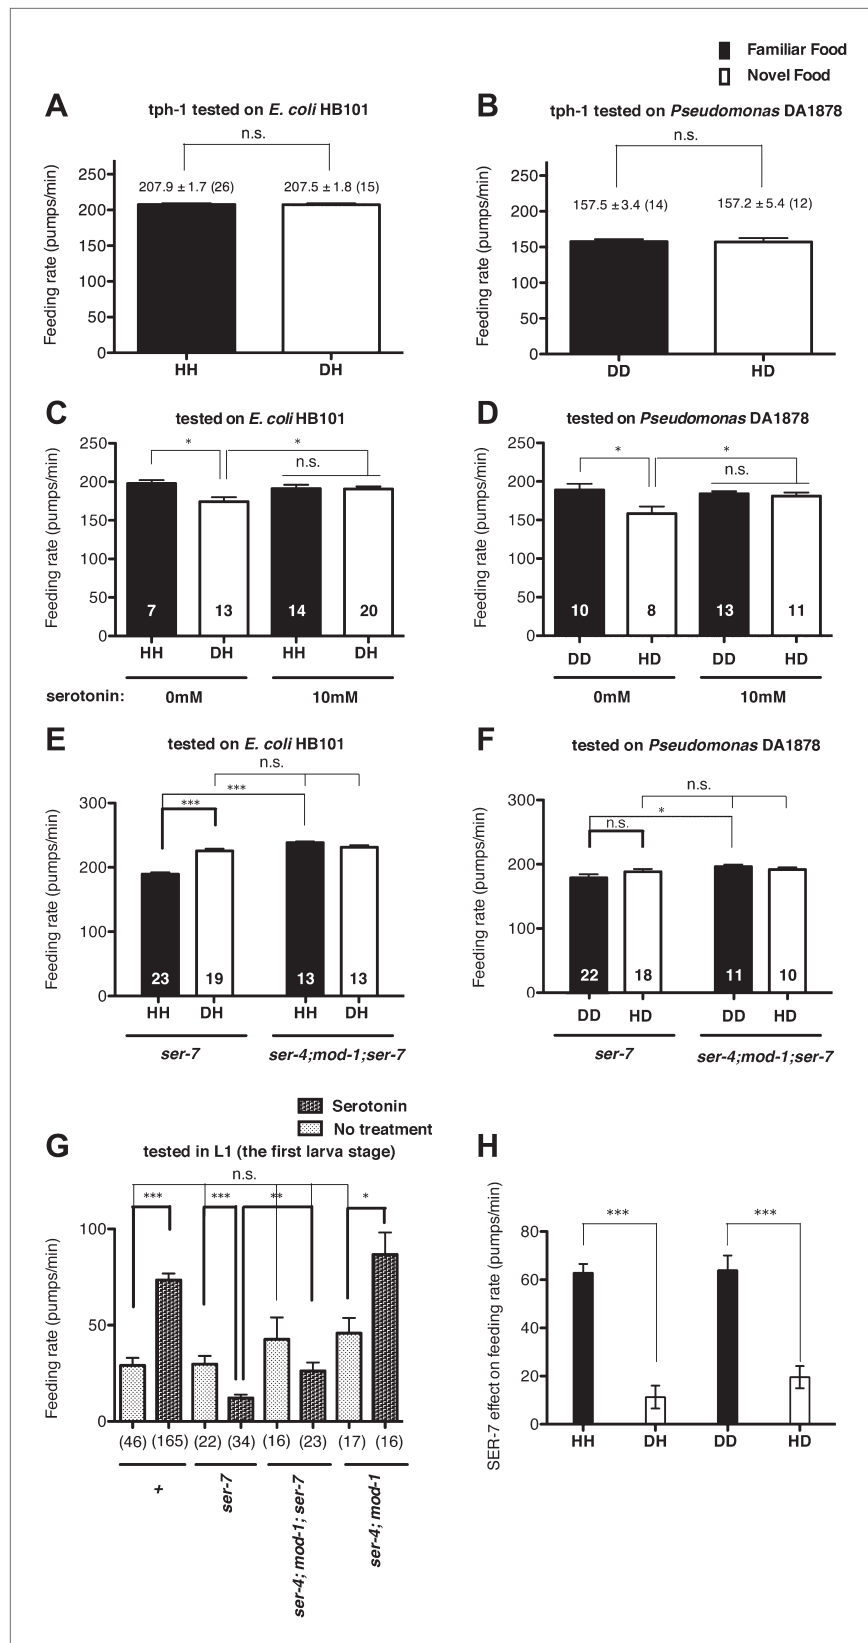 Familiar Food
Novel Food
A
tph-1 tested on E. coli HB101
n.s.
207.9 ± 1.7 (26)
207.5 ± 1.8 (15)
Feeding rate (pumps/min)
250
200
150
100
50
0
HH
DH
B
tph-1 tested on Pseudomonas DA1878
n.s.
157.5 ± 3.4 (14)
157.2 ± 5.4 (12)
Feeding rate (pumps/min)
250
200
150
100
50
0
DD
HD
C
tested on E. coli HB101
* *
n.s.
Feeding rate (pumps/min)
250
200
150
100
50
0
7 13 14 20
HH DH HH DH
serotonin: 0mM 10mM
D
tested on Pseudomonas DA1878
* *
n.s.
Feeding rate (pumps/min)
250
200
150
100
50
0
10 8 13 11
DD HD DD HD
0mM 10mM
E
tested on E. coli HB101
n.s.
***
***
Feeding rate (pumps/min)
300
200
100
0
23 19 13 13
HH DH HH DH
ser-7 ser-4;mod-1;ser-7
F
tested on Pseudomonas DA1878
n.s.
*
n.s.
Feeding rate (pumps/min)
300
200
100
0
22 18 11 10
DD HD DD HD
ser-7 ser-4;mod-1;ser-7
Serotonin
No treatment
G
tested in L1 (the first larva stage)
n.s.
*** *** ** *
Feeding rate (pumps/min)
100
50
0
(46) (165) (22) (34) (16) (23) (17) (16)
+
ser-7
ser-4; mod-1; ser-7
ser-4; mod-1
H
*** ***
SER-7 effect on feeding rate (pumps/min)
80
60
40
20
0
HH DH DD HD